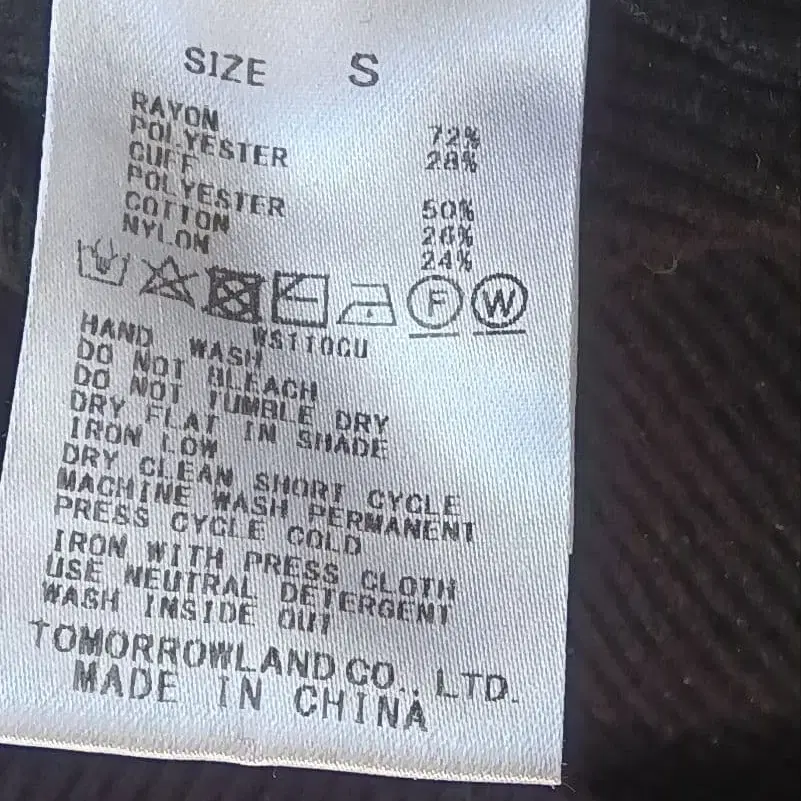 SIZE S
RAYON 72%
POLYESTER 28%
CUFF
POLYESTER 50%
COTTON 26%
NYLON 24%
F W
WS110CU
HAND WASH
DO NOT BLEACH
DO NOT TUMBLE DRY
DRY FLAT IN SHADE
IRON LOW
DRY CLEAN SHORT CYCLE
MACHINE WASH PERMANENT
PRESS CYCLE COLD
IRON WITH PRESS CLOTH
USE NEUTRAL DETERGENT
WASH INSIDE OUT
TOMORROWLAND CO., LTD.
MADE IN CHINA